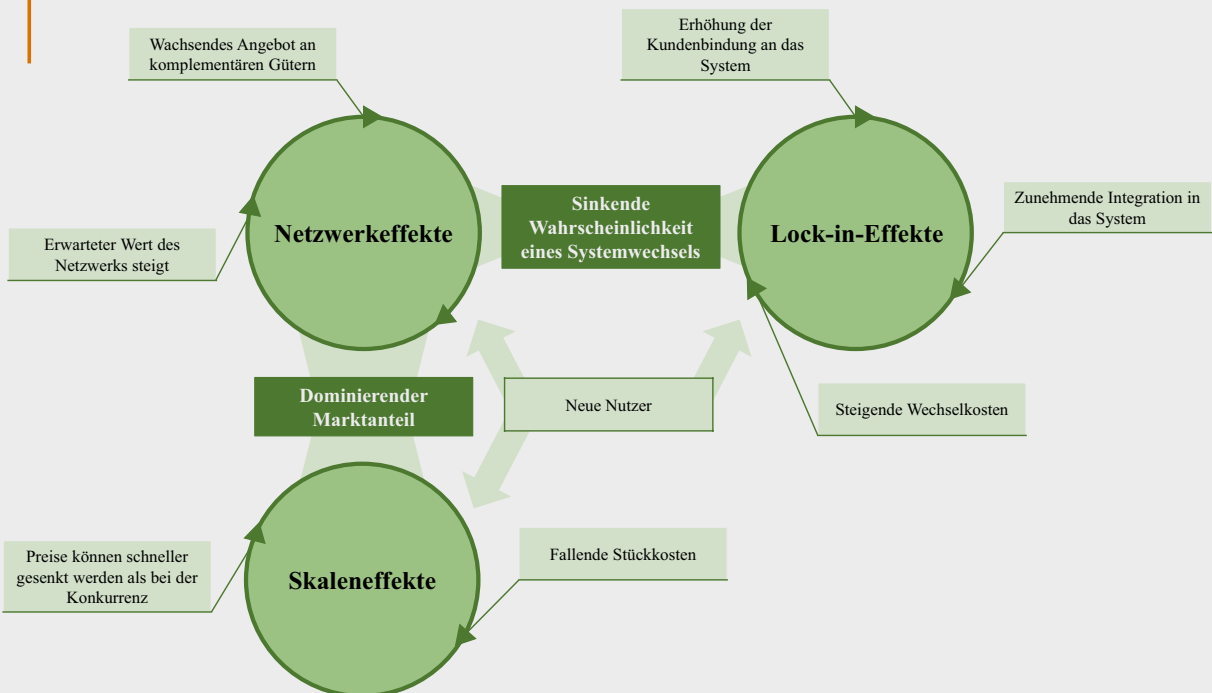 Wachsendes Angebot an
komplementären Gütern
Erhöhung der
Kundenbindung an das
System
Netzwerkeffekte
Sinkende
Wahrscheinlichkeit
eines Systemwechsels
Lock-in-Effekte
Zunehmende Integration in
das System
Erwarteter Wert des
Netzwerks steigt
Dominierender
Marktanteil
Neue Nutzer
Steigende Wechselkosten
Preise können schneller
gesenkt werden als bei der
Konkurrenz
Skaleneffekte
Fallende Stückkosten